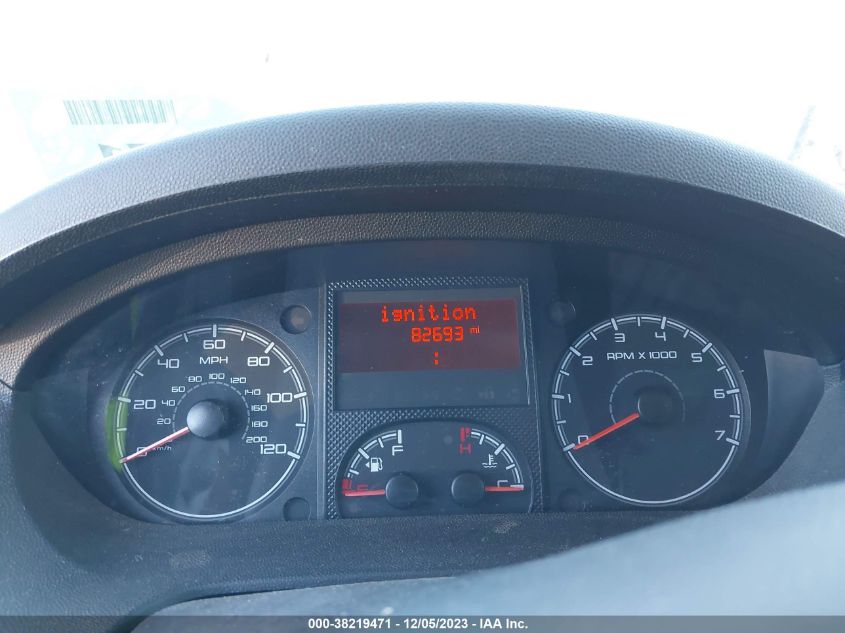 ignition
82693 mi
:
0 20 40 60 80 100 120
MPH
20 40 60 80 100 120 140 160 180 200
km/h
E F
H C
RPM X 1000
0 1 2 3 4 5 6 7
000-38219471 - 12/05/2023 - IAA Inc.